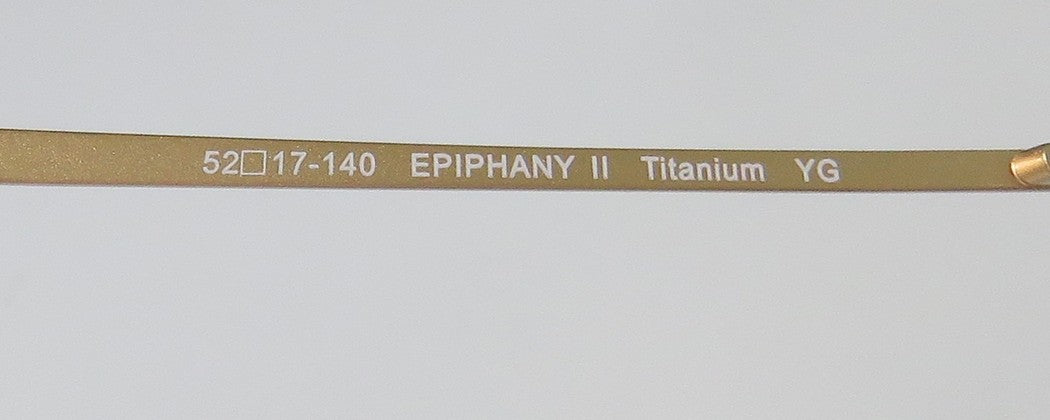 52□17-140 EPIPHANY II Titanium YG